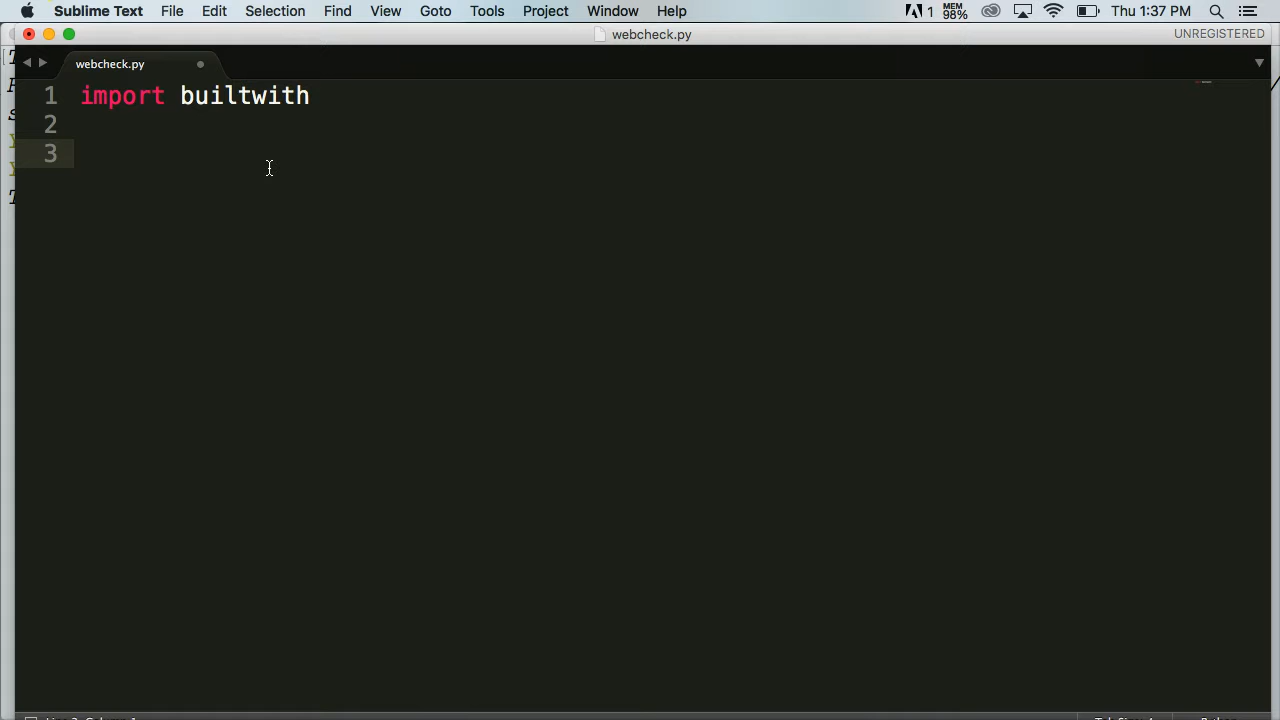 Sublime Text File Edit Selection Find View Goto Tools Project Window Help 1 MEM 98% Thu 1:37 PM
webcheck.py UNREGISTERED
webcheck.py
1 import builtwith
2
3